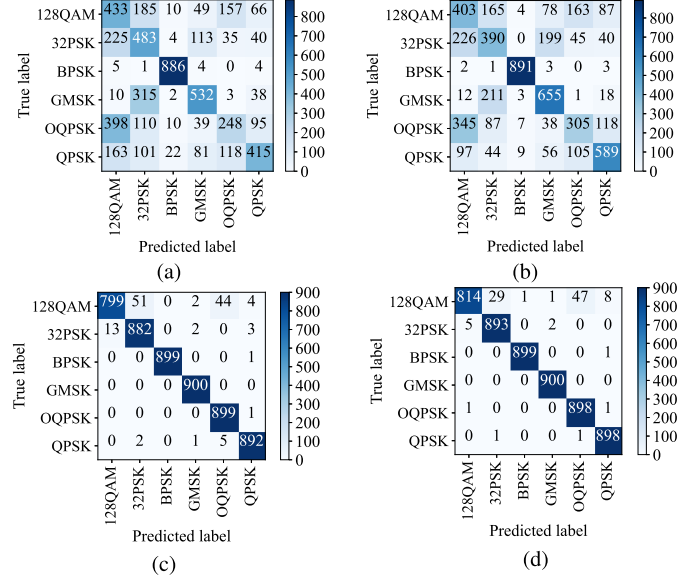 128QAM 433 185 10 49 157 66
32PSK 225 483 4 113 35 40
BPSK 5 1 886 4 0 4
GMSK 10 315 2 532 3 38
OQPSK 398 110 10 39 248 95
QPSK 163 101 22 81 118 415
True label
128QAM 32PSK BPSK GMSK OQPSK QPSK
Predicted label
800
700
600
500
400
300
200
100
0
(a)
128QAM 403 165 4 78 163 87
32PSK 226 390 0 199 45 40
BPSK 2 1 891 3 0 3
GMSK 12 211 3 655 1 18
OQPSK 345 87 7 38 305 118
QPSK 97 44 9 56 105 589
True label
128QAM 32PSK BPSK GMSK OQPSK QPSK
Predicted label
800
700
600
500
400
300
200
100
0
(b)
128QAM 799 51 0 2 44 4
32PSK 13 882 0 2 0 3
BPSK 0 0 899 0 0 1
GMSK 0 0 0 900 0 0
OQPSK 0 0 0 0 899 1
QPSK 0 2 0 1 5 892
True label
128QAM 32PSK BPSK GMSK OQPSK QPSK
Predicted label
900
800
700
600
500
400
300
200
100
0
(c)
128QAM 814 29 1 1 47 8
32PSK 5 893 0 2 0 0
BPSK 0 0 899 0 0 1
GMSK 0 0 0 900 0 0
OQPSK 1 0 0 0 898 1
QPSK 0 1 0 0 1 898
True label
128QAM 32PSK BPSK GMSK OQPSK QPSK
Predicted label
900
800
700
600
500
400
300
200
100
0
(d)